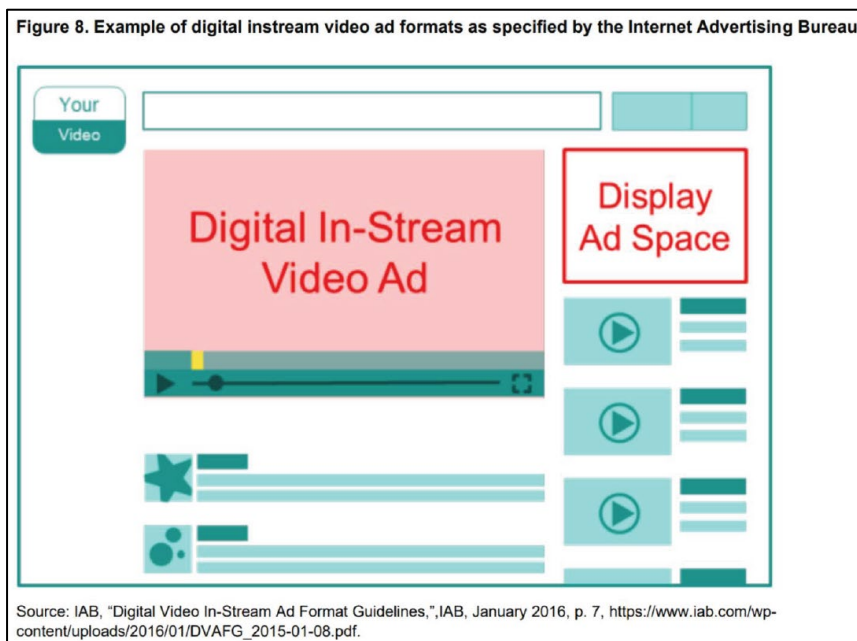 Figure 8. Example of digital instream video ad formats as specified by the Internet Advertising Bureau
Your
Video
Digital In-Stream
Video Ad
Display
Ad Space
Source: IAB, “Digital Video In-Stream Ad Format Guidelines,”,IAB, January 2016, p. 7, https://www.iab.com/wp-
content/uploads/2016/01/DVAFG_2015-01-08.pdf.